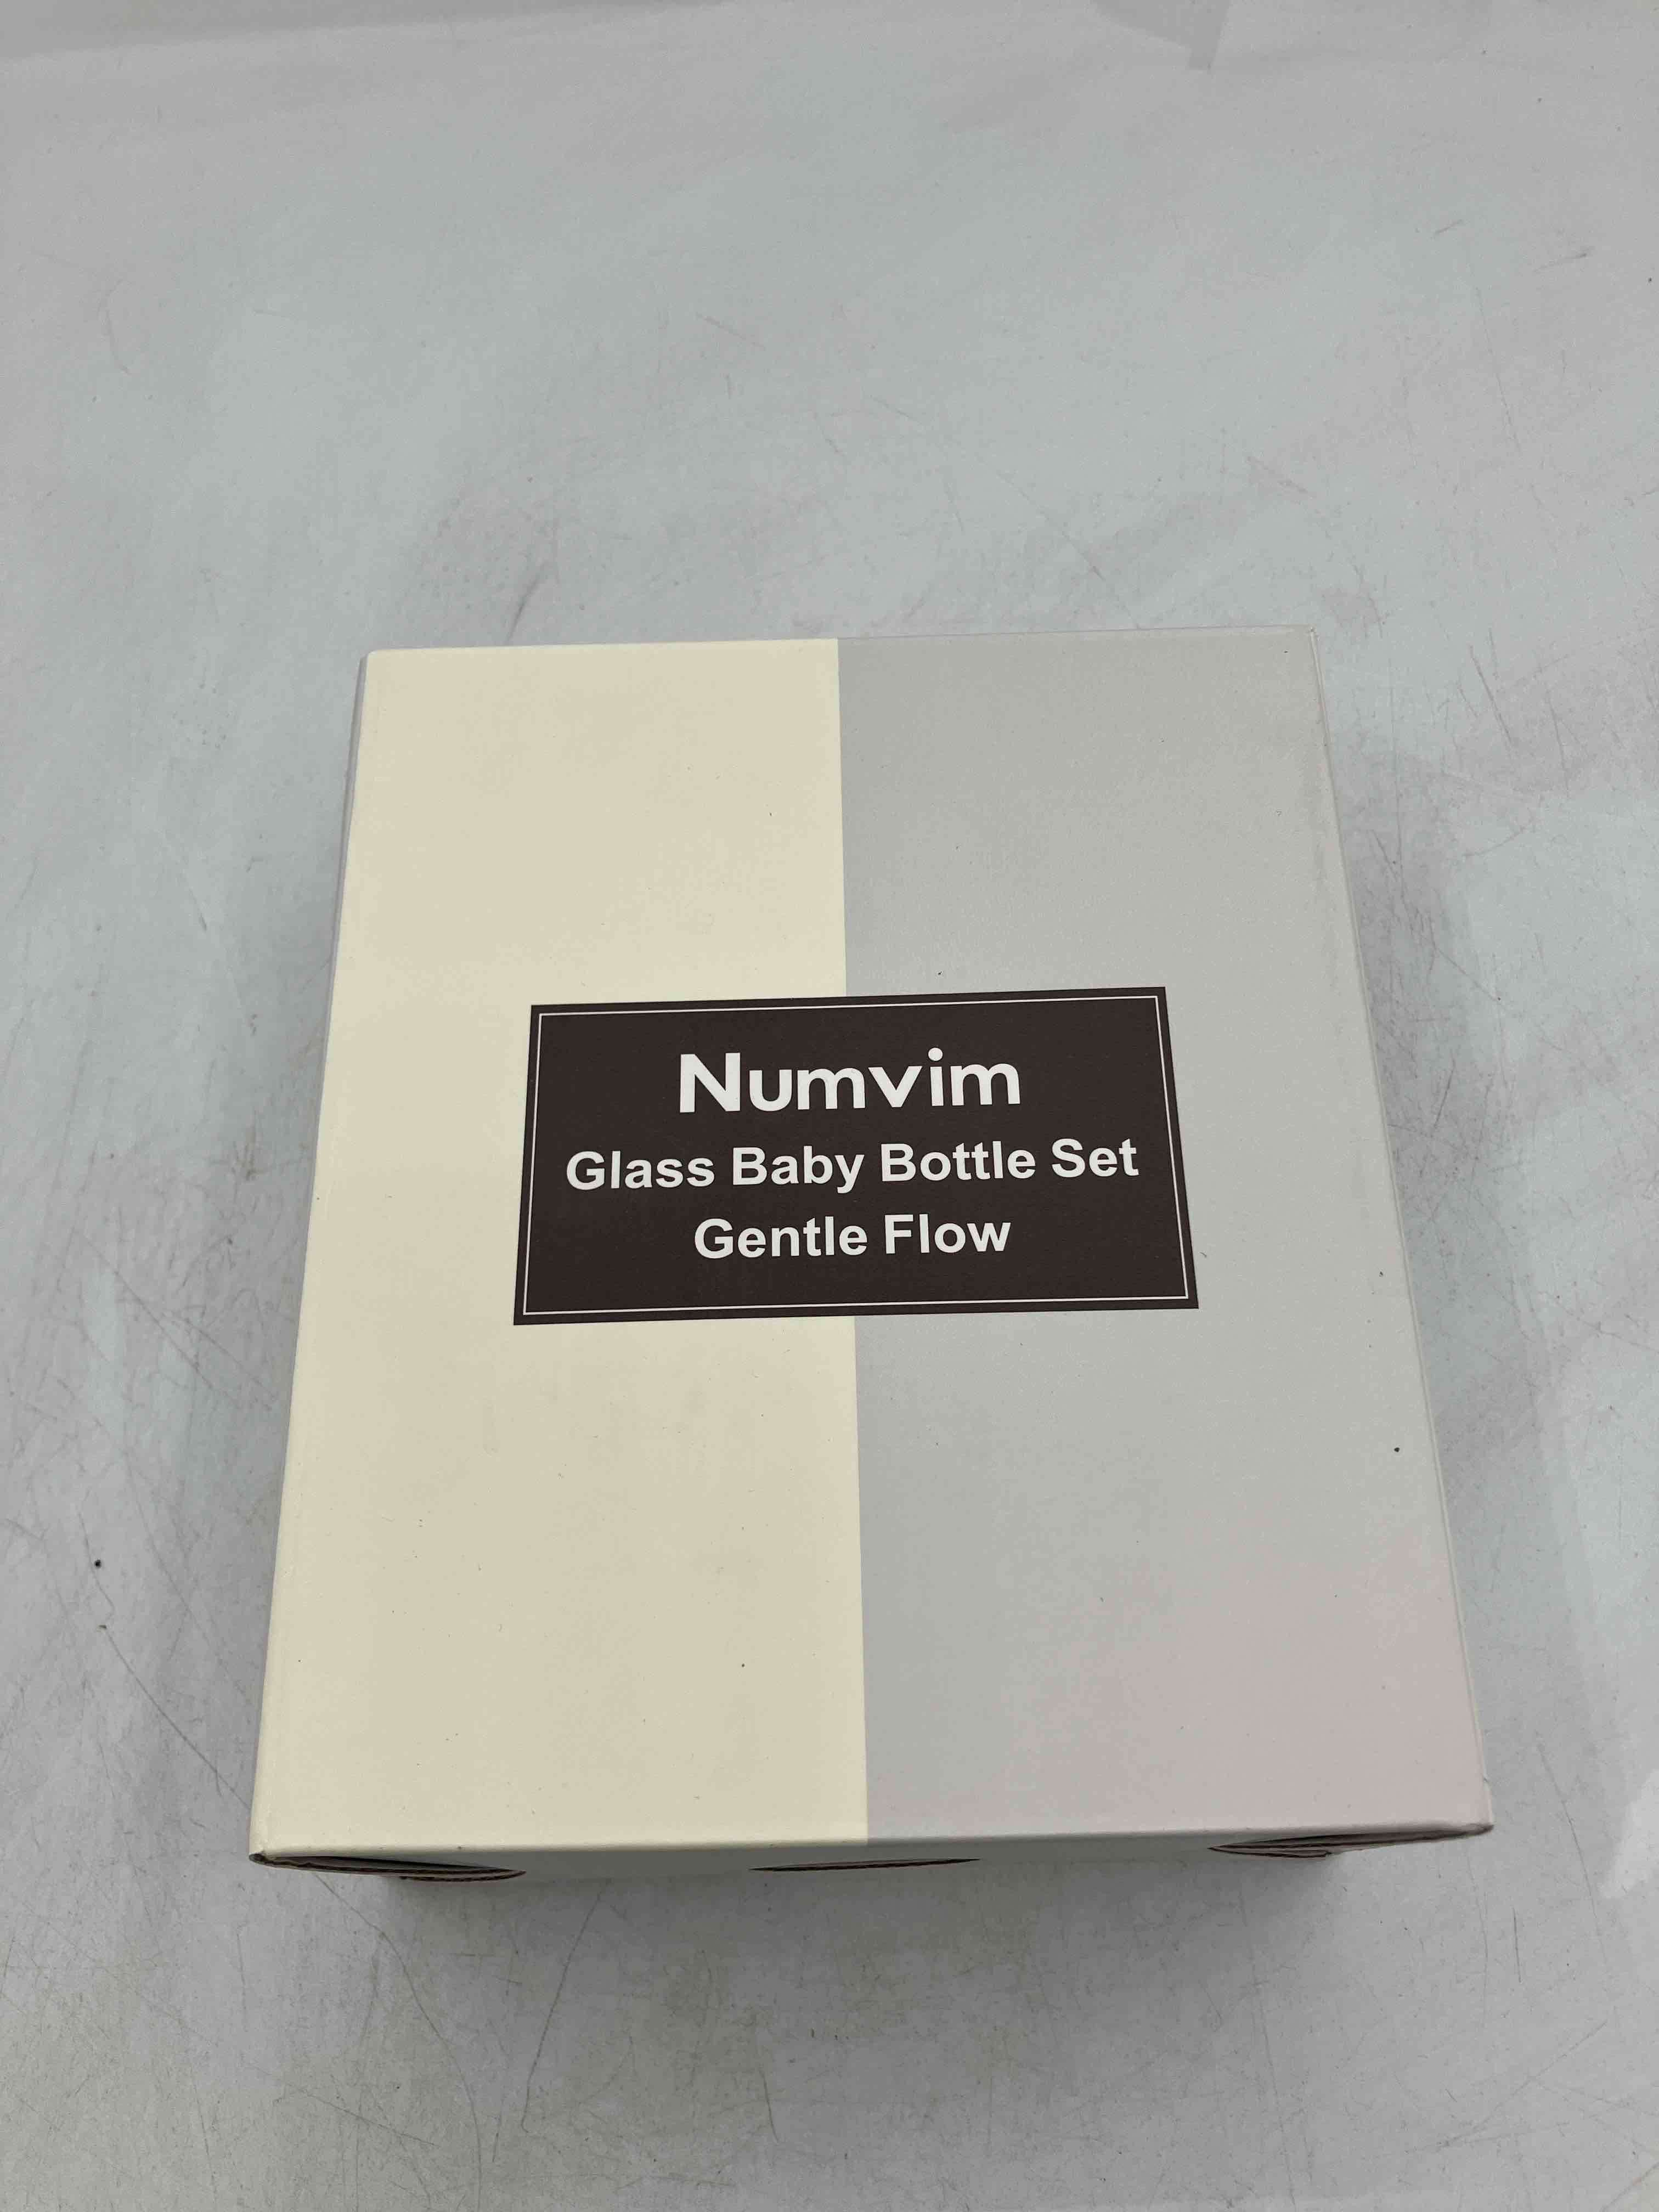 Numvim
Glass Baby Bottle Set
Gentle Flow